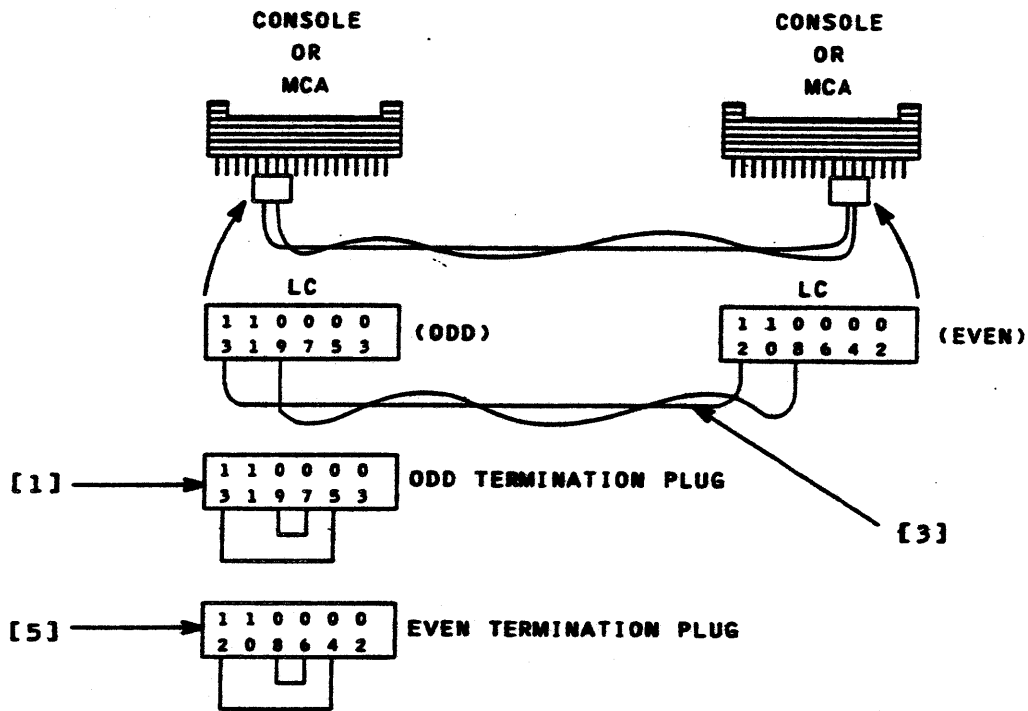 CONSOLE
OR
MCA
CONSOLE
OR
MCA
LC
1 1 0 0 0 0
3 1 9 7 5 3
(ODD)
LC
1 1 0 0 0 0
2 0 8 6 4 2
(EVEN)
[1]
1 1 0 0 0 0
3 1 9 7 5 3
ODD TERMINATION PLUG
[3]
[5]
1 1 0 0 0 0
2 0 8 6 4 2
EVEN TERMINATION PLUG